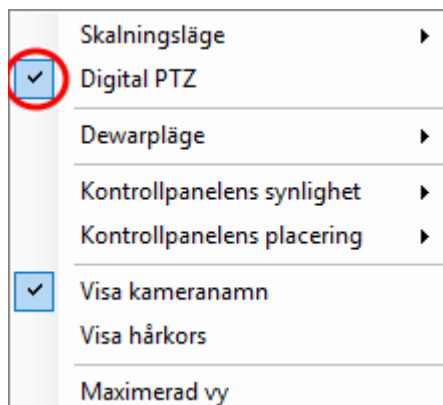 Skalningsläge
Digital PTZ
Dewarpläge
Kontrollpanelens synlighet
Kontrollpanelens placering
Visa kameranamn
Visa hårkors
Maximerad vy